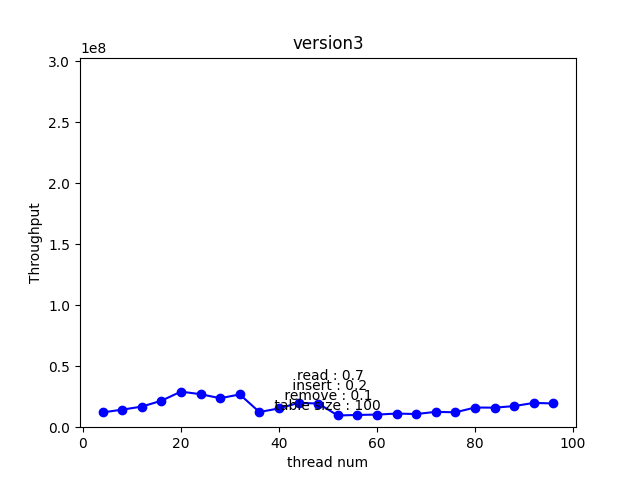 version3
1e8
3.0
2.5
2.0
1.5
1.0
0.5
0.0
Throughput
read : 0.7
insert : 0.2
remove : 0.1
table size : 100
0 20 40 60 80 100
thread num